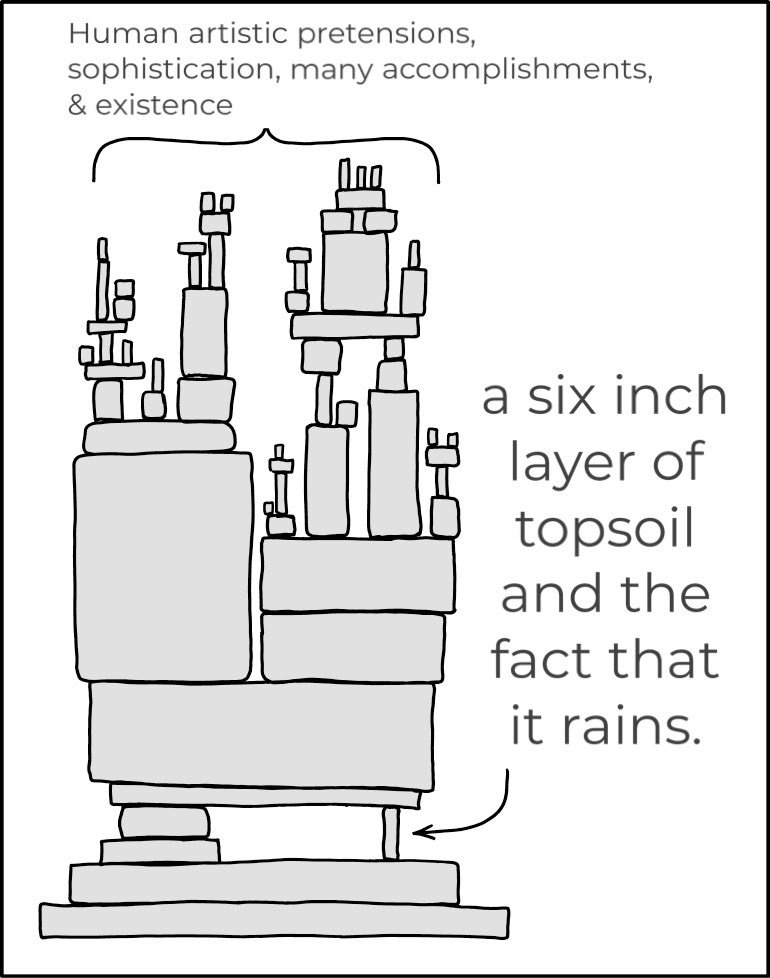 Human artistic pretensions,
sophistication, many accomplishments,
& existence
a six inch
layer of
topsoil
and the
fact that
it rains.